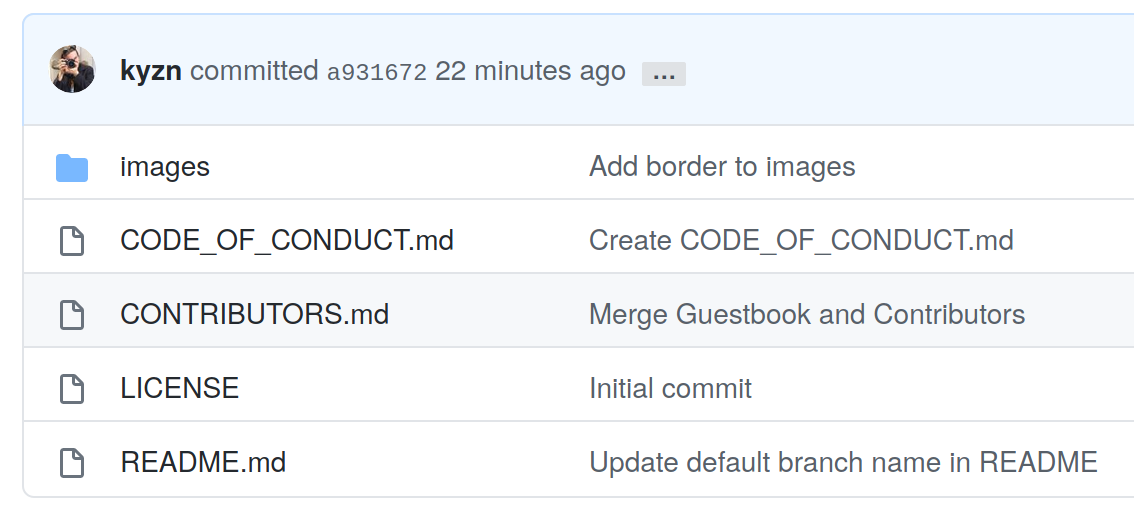 kyzn committed a931672 22 minutes ago ...
images Add border to images
CODE_OF_CONDUCT.md Create CODE_OF_CONDUCT.md
CONTRIBUTORS.md Merge Guestbook and Contributors
LICENSE Initial commit
README.md Update default branch name in README